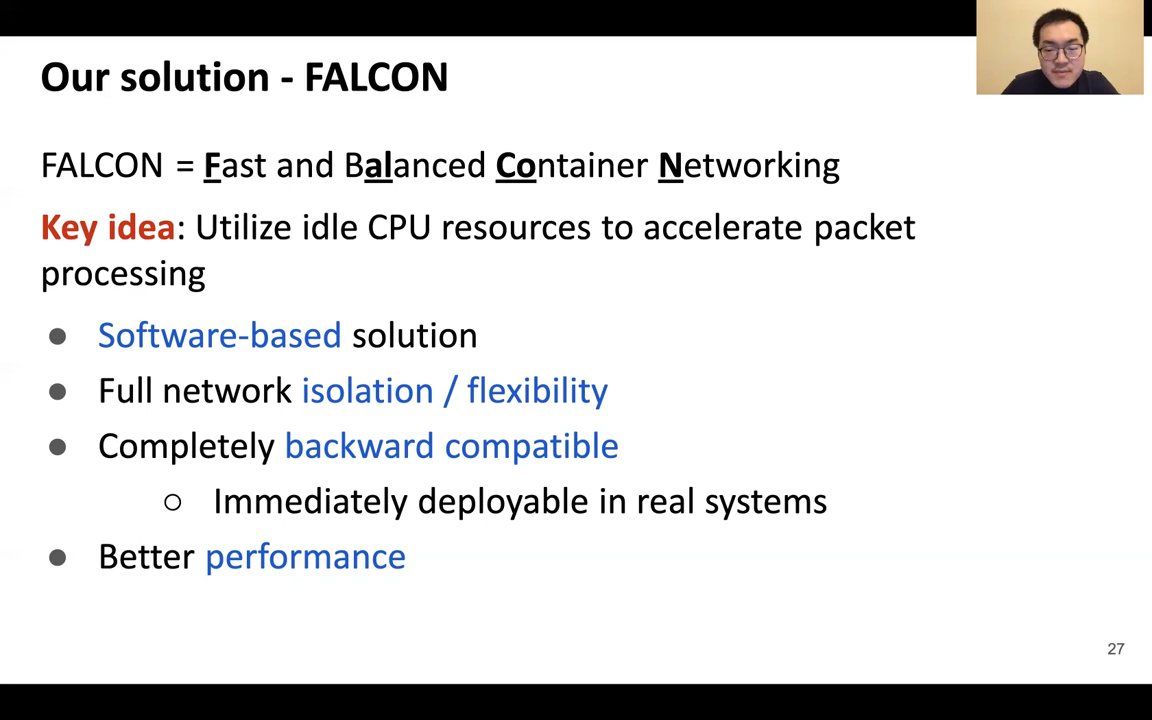 Our solution - FALCON
FALCON = Fast and Balanced Container Networking
Key idea: Utilize idle CPU resources to accelerate packet
processing
● Software-based solution
● Full network isolation / flexibility
● Completely backward compatible
○ Immediately deployable in real systems
● Better performance
27